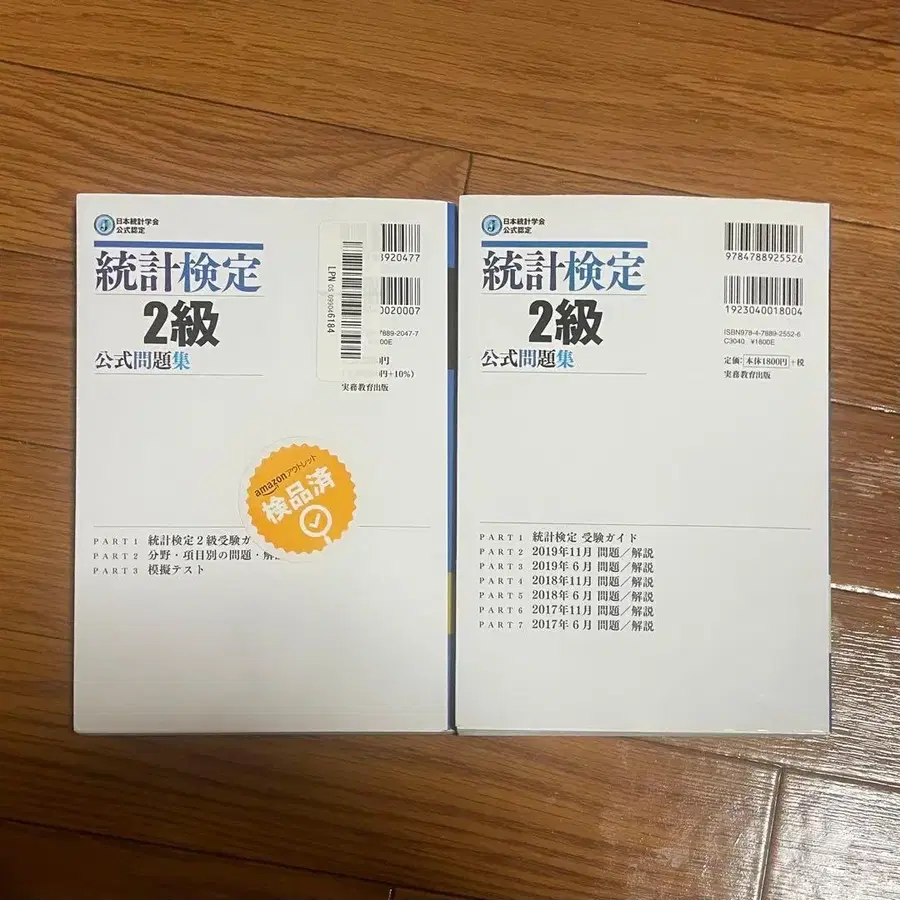 日本統計学会
公式認定
統計検定
2級
公式問題集
LPN
6184
920477
020007
7889-2047-7
00E
円
円+10%)
実務教育出版
amazonアウトレット
検品済
PART 1 統計検定2級受験ガ
PART 2 分野・項目別の問題・解
PART 3 模擬テスト
日本統計学会
公式認定
統計検定
2級
公式問題集
9784788925526
1923040018004
ISBN978-4-7889-2552-6
C3040 ¥1800E
定価: 本体1800円 +税
実務教育出版
PART 1 統計検定 受験ガイド
PART 2 2019年11月 問題/解説
PART 3 2019年 6月 問題/解説
PART 4 2018年11月 問題/解説
PART 5 2018年 6月 問題/解説
PART 6 2017年11月 問題/解説
PART 7 2017年 6月 問題/解説